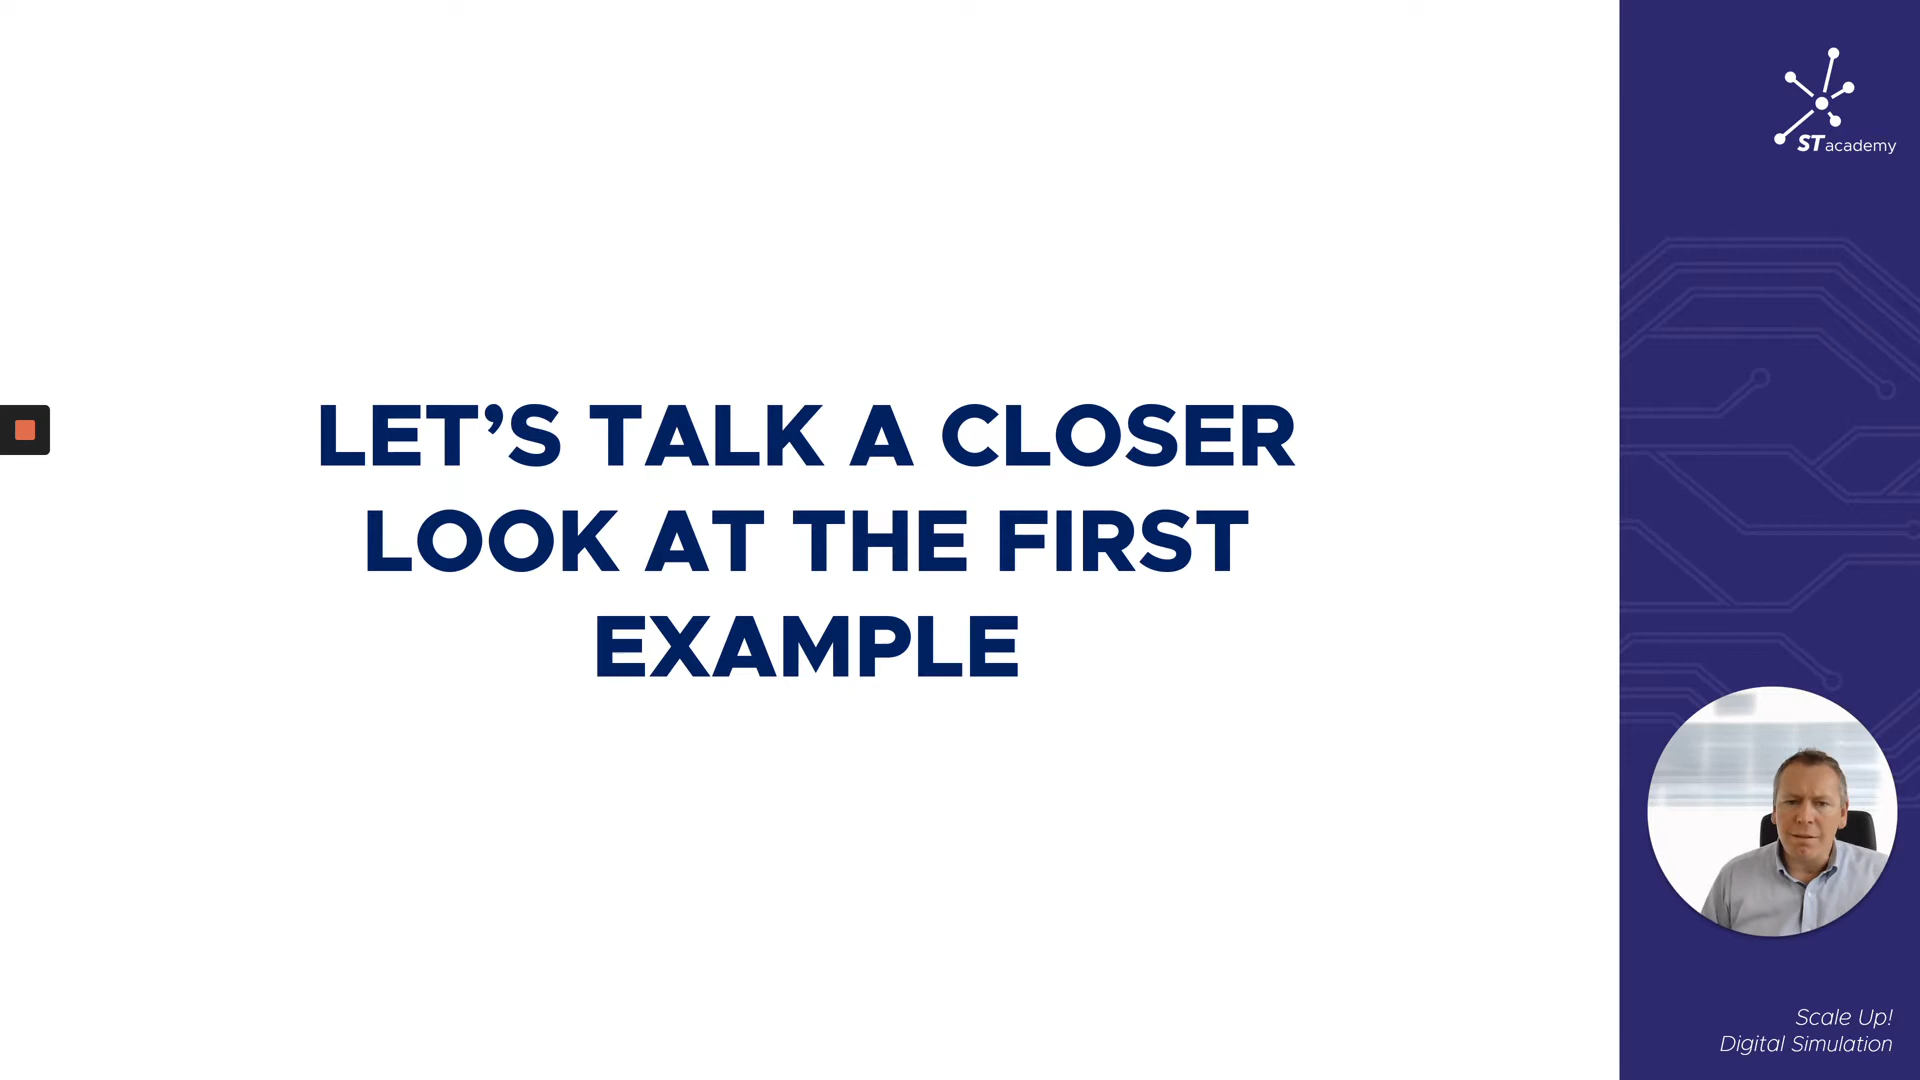 LET’S TALK A CLOSER
LOOK AT THE FIRST
EXAMPLE
STacademy
Scale Up!
Digital Simulation